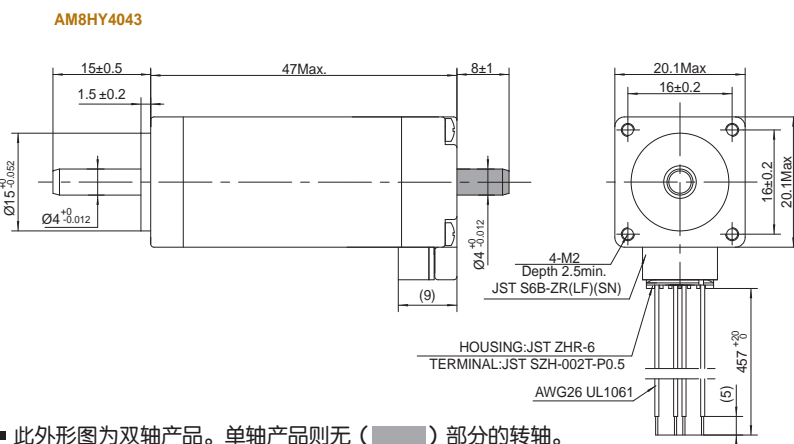 AM8HY4043
15±0.5
47Max.
8±1
20.1Max
1.5 ±0.2
16±0.2
Ø15 +0 -0.052
Ø4 +0 -0.012
Ø4 +0 -0.012
16±0.2
20.1Max
4-M2
Depth 2.5min.
JST S6B-ZR(LF)(SN)
(9)
HOUSING:JST ZHR-6
TERMINAL:JST SZH-002T-P0.5
457 +20 0
AWG26 UL1061
(5)
■ 此外形图为双轴产品。单轴产品则无（ ）部分的转轴。